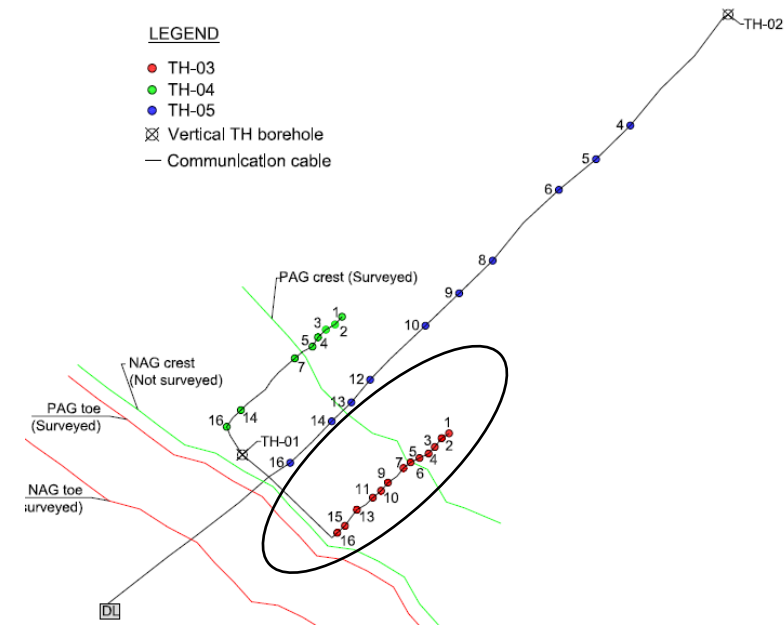 LEGEND
TH-03
TH-04
TH-05
Vertical TH borehole
Communication cable
TH-02
4
5
6
8
9
10
12
13
14
16
PAG crest (Surveyed)
1
2
3
4
5
7
14
16
NAG crest
(Not surveyed)
PAG toe
(Surveyed)
TH-01
NAG toe
urveyed)
1
2
3
4
5
6
7
9
10
11
13
15
16
DL